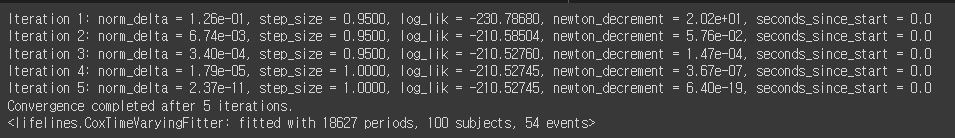 Iteration 1: norm_delta = 1.26e-01, step_size = 0.9500, log_lik = -230.78680, newton_decrement = 2.02e+01, seconds_since_start = 0.0
Iteration 2: norm_delta = 6.74e-03, step_size = 0.9500, log_lik = -210.58504, newton_decrement = 5.76e-02, seconds_since_start = 0.0
Iteration 3: norm_delta = 3.40e-04, step_size = 0.9500, log_lik = -210.52760, newton_decrement = 1.47e-04, seconds_since_start = 0.0
Iteration 4: norm_delta = 1.79e-05, step_size = 1.0000, log_lik = -210.52745, newton_decrement = 3.67e-07, seconds_since_start = 0.0
Iteration 5: norm_delta = 2.37e-11, step_size = 1.0000, log_lik = -210.52745, newton_decrement = 6.40e-19, seconds_since_start = 0.0
Convergence completed after 5 iterations.
<lifelines.CoxTimeVaryingFitter: fitted with 18627 periods, 100 subjects, 54 events>